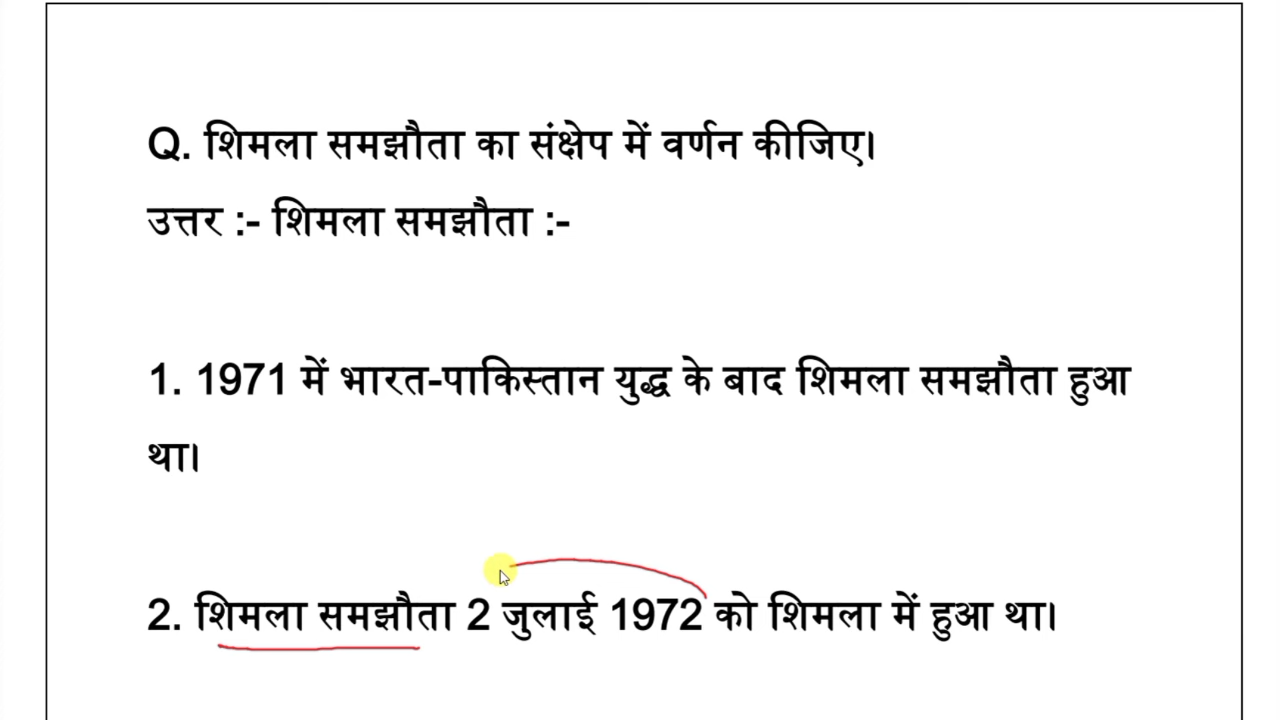 Q. शिमला समझौता का संक्षेप में वर्णन कीजिए।
उत्तर :- शिमला समझौता :-
1. 1971 में भारत-पाकिस्तान युद्ध के बाद शिमला समझौता हुआ
था।
2. शिमला समझौता 2 जुलाई 1972 को शिमला में हुआ था।